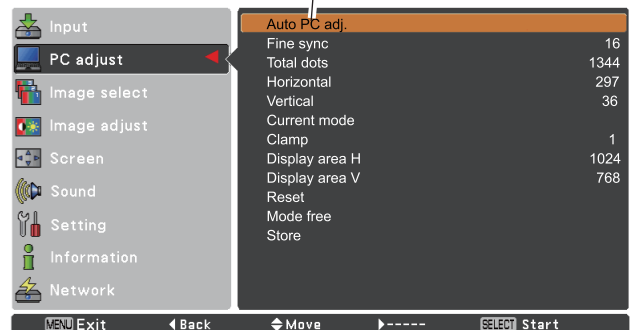 Input
PC adjust
Image select
Image adjust
Screen
Sound
Setting
Information
Network
Auto PC adj.
Fine sync 16
Total dots 1344
Horizontal 297
Vertical 36
Current mode
Clamp 1
Display area H 1024
Display area V 768
Reset
Mode free
Store
MENU Exit Back Move ----- SELECT Start